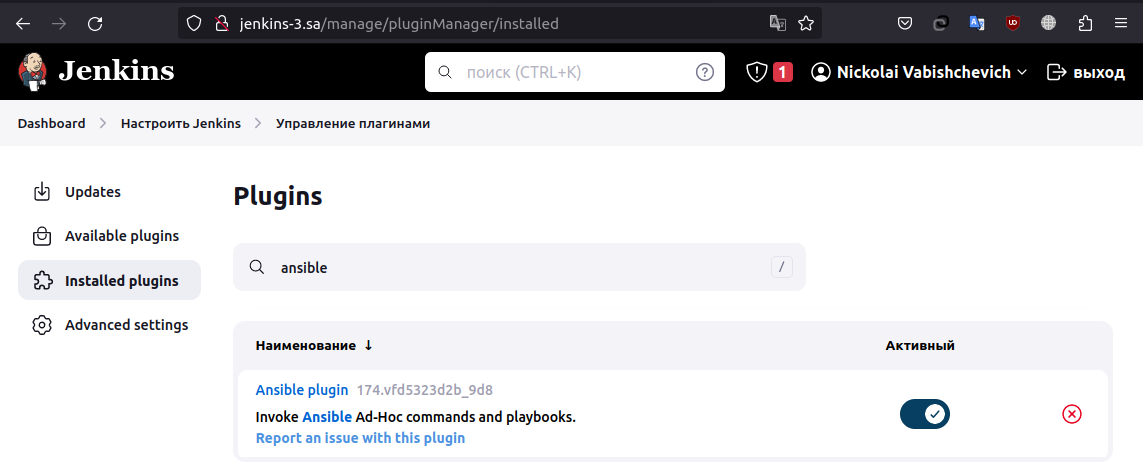 jenkins-3.sa/manage/pluginManager/installed
Jenkins
поиск (CTRL+K)
?
1
Nickolai Vabishchevich
выход
Dashboard > Настроить Jenkins > Управление плагинами
Updates
Available plugins
Installed plugins
Advanced settings
Plugins
ansible
/
Наименование ↓
Активный
Ansible plugin 174.vfd5323d2b_9d8
Invoke Ansible Ad-Hoc commands and playbooks.
Report an issue with this plugin